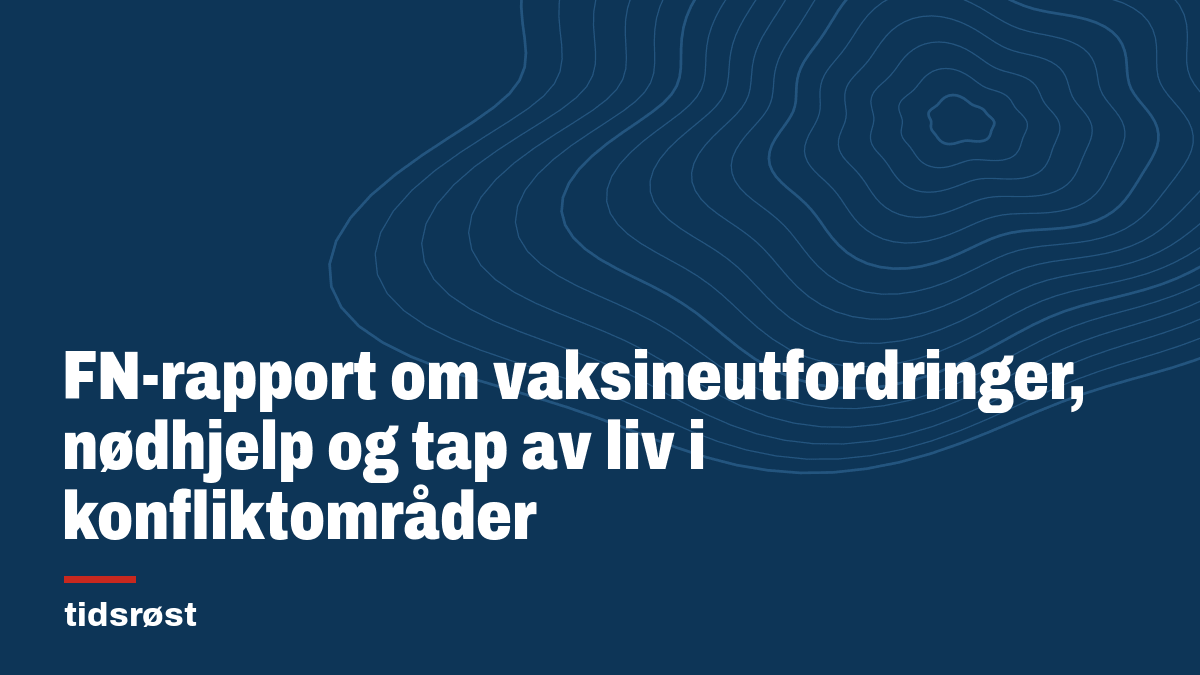 FN-rapport om vaksineutfordringer,
nødhjelp og tap av liv i
konfliktområder
tidsrøst